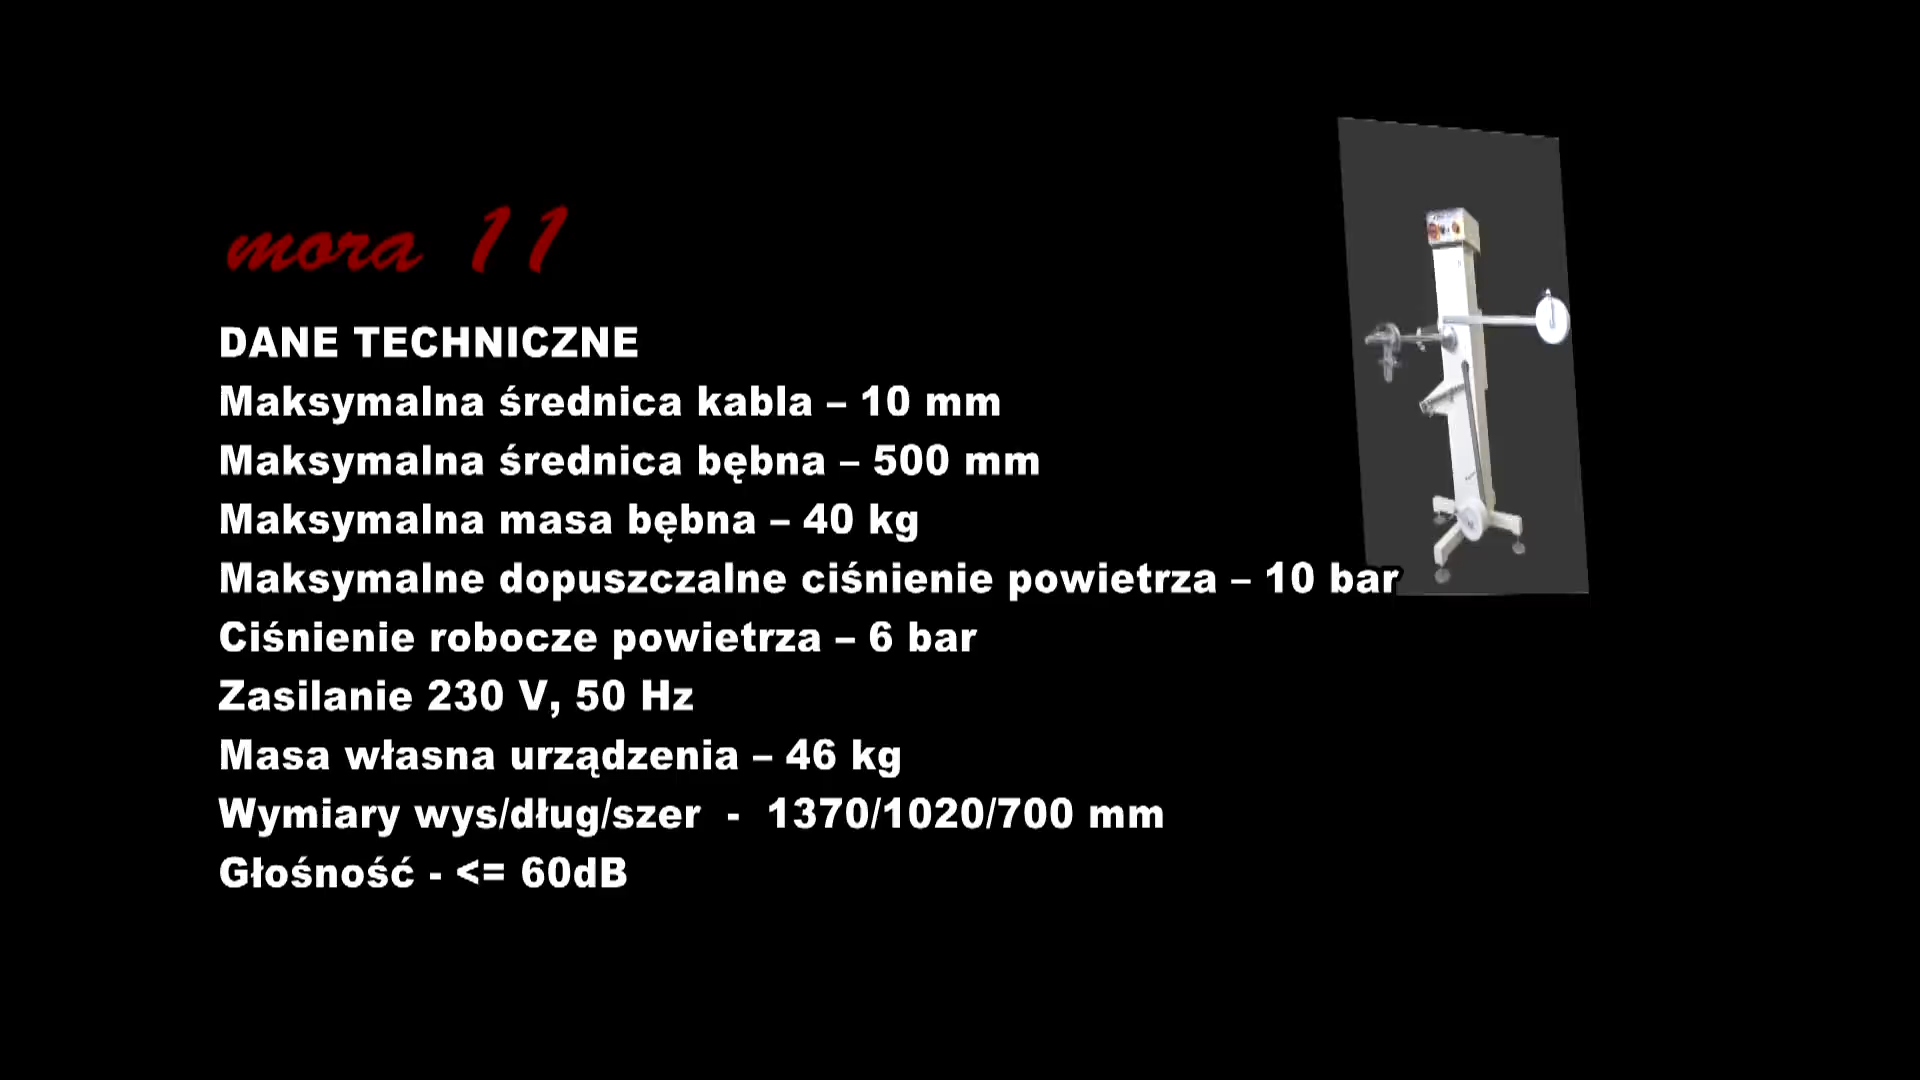 mora 11
DANE TECHNICZNE
Maksymalna średnica kabla – 10 mm
Maksymalna średnica bębna – 500 mm
Maksymalna masa bębna – 40 kg
Maksymalne dopuszczalne ciśnienie powietrza – 10 bar
Ciśnienie robocze powietrza – 6 bar
Zasilanie 230 V, 50 Hz
Masa własna urządzenia – 46 kg
Wymiary wys/dług/szer  -  1370/1020/700 mm
Głośność - <= 60dB